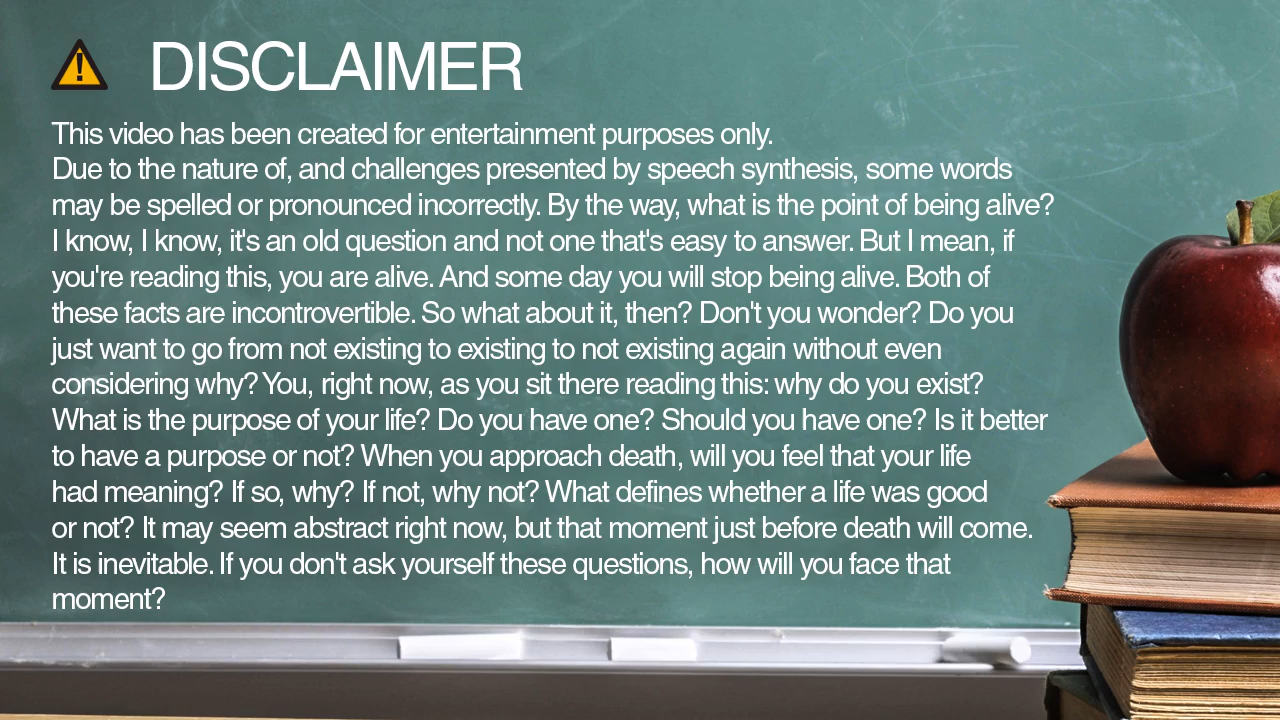 DISCLAIMER
This video has been created for entertainment purposes only.
Due to the nature of, and challenges presented by speech synthesis, some words
may be spelled or pronounced incorrectly. By the way, what is the point of being alive?
I know, I know, it's an old question and not one that's easy to answer. But I mean, if
you're reading this, you are alive. And some day you will stop being alive. Both of
these facts are incontrovertible. So what about it, then? Don't you wonder? Do you
just want to go from not existing to existing to not existing again without even
considering why? You, right now, as you sit there reading this: why do you exist?
What is the purpose of your life? Do you have one? Should you have one? Is it better
to have a purpose or not? When you approach death, will you feel that your life
had meaning? If so, why? If not, why not? What defines whether a life was good
or not? It may seem abstract right now, but that moment just before death will come.
It is inevitable. If you don't ask yourself these questions, how will you face that
moment?